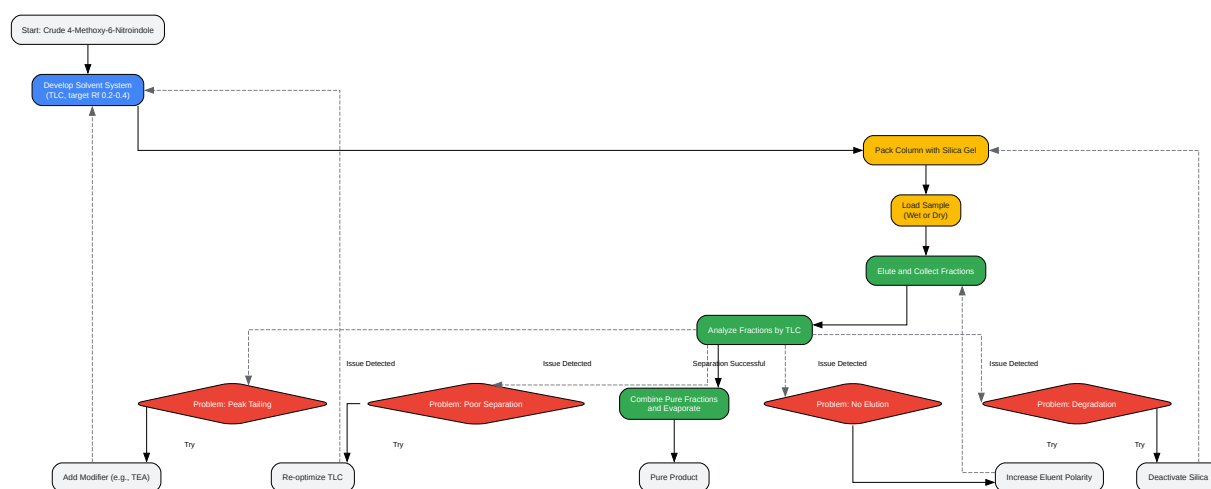 Start: Crude 4-Methoxy-6-Nitroindole
Develop Solvent System
(TLC, target Rf 0.2-0.4)
Pack Column with Silica Gel
Load Sample
(Wet or Dry)
Elute and Collect Fractions
Analyze Fractions by TLC
Issue Detected
Issue Detected
Separation Successful
Issue Detected
Issue Detected
Problem: Peak Tailing
Problem: Poor Separation
Combine Pure Fractions
and Evaporate
Problem: No Elution
Problem: Degradation
Try
Try
Try
Try
Add Modifier (e.g., TEA)
Re-optimize TLC
Pure Product
Increase Eluent Polarity
Deactivate Silica